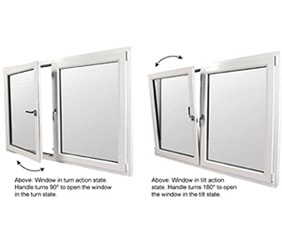 Above: Window in turn action state.
Handle turns 90° to open the window
in the turn state.
Above: Window in tilt action
state. Handle turns 180° to open
the window in the tilt state.